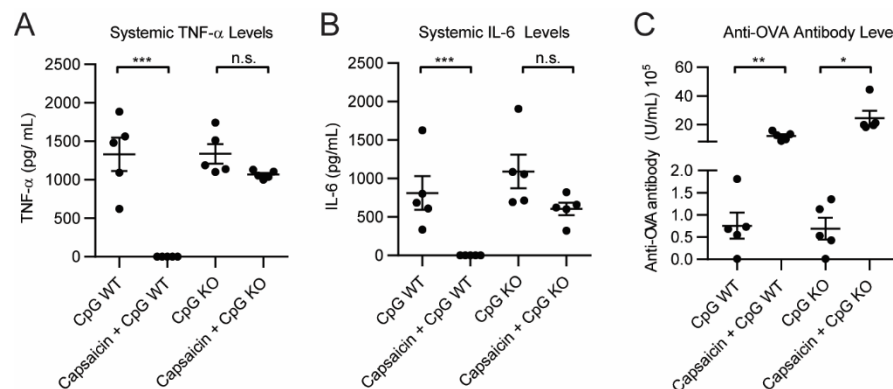 A
Systemic TNF-α Levels
***
n.s.
2500
2000
1500
1000
500
0
TNF-α (pg/ mL)
CpG WT
Capsaicin + CpG WT
CpG KO
Capsaicin + CpG KO
B
Systemic IL-6 Levels
***
n.s.
2500
2000
1500
1000
500
0
IL-6 (pg/mL)
CpG WT
Capsaicin + CpG WT
CpG KO
Capsaicin + CpG KO
C
Anti-OVA Antibody Leve
**
*
60
40
20
2.0
1.5
1.0
0.5
0.0
Anti-OVA antibody (U/mL) 10⁵
CpG WT
Capsaicin + CpG WT
CpG KO
Capsaicin + CpG KO